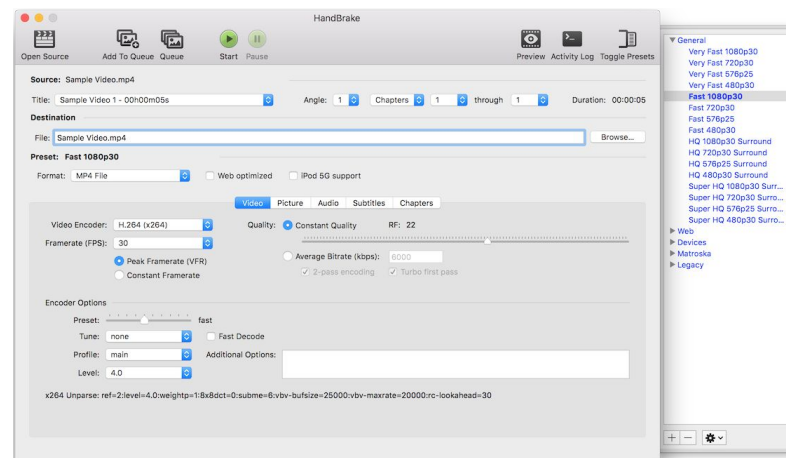 HandBrake
Open Source Add To Queue Queue Start Pause Preview Activity Log Toggle Presets
Source: Sample Video.mp4
Title: Sample Video 1 - 00h00m05s Angle: 1 Chapters 1 through 1 Duration: 00:00:05
Destination
File: Sample Video.mp4 Browse...
Preset: Fast 1080p30
Format: MP4 File Web optimized iPod 5G support
Video Picture Audio Subtitles Chapters
Video Encoder: H.264 (x264) Quality: Constant Quality RF: 22
Framerate (FPS): 30
Peak Framerate (VFR) Average Bitrate (kbps): 6000
Constant Framerate 2-pass encoding Turbo first pass
Encoder Options
Preset: fast
Tune: none Fast Decode
Profile: main Additional Options:
Level: 4.0
x264 Unparse: ref=2:level=4.0:weightp=1:8x8dct=0:subme=6:vbv-bufsize=25000:vbv-maxrate=20000:rc-lookahead=30
General
Very Fast 1080p30
Very Fast 720p30
Very Fast 576p25
Very Fast 480p30
Fast 1080p30
Fast 720p30
Fast 576p25
Fast 480p30
HQ 1080p30 Surround
HQ 720p30 Surround
HQ 576p25 Surround
HQ 480p30 Surround
Super HQ 1080p30 Surr...
Super HQ 720p30 Surro...
Super HQ 576p25 Surro...
Super HQ 480p30 Surro...
Web
Devices
Matroska
Legacy